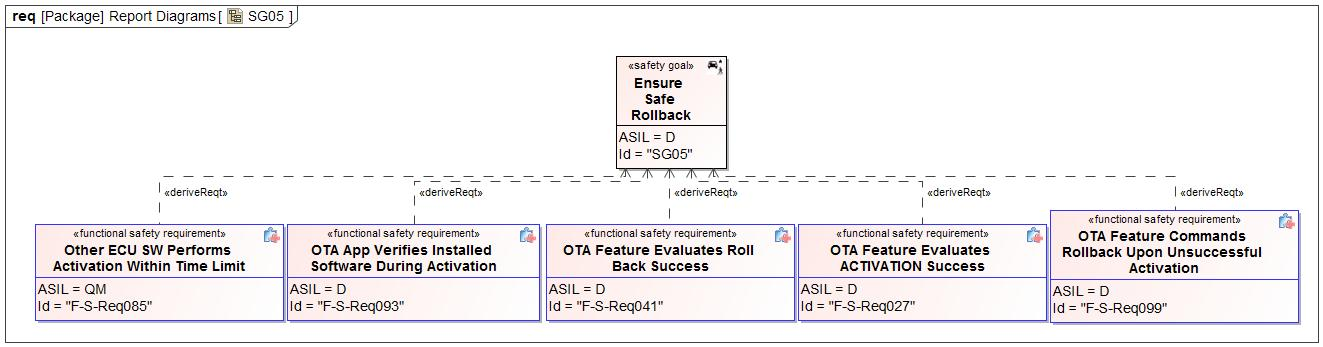 req [Package] Report Diagrams [ SG05 ]
«safety goal»
Ensure
Safe
Rollback
ASIL = D
Id = "SG05"
«deriveReqt»
«deriveReqt»
«deriveReqt»
«deriveReqt»
«deriveReqt»
«functional safety requirement»
Other ECU SW Performs
Activation Within Time Limit
ASIL = QM
Id = "F-S-Req085"
«functional safety requirement»
OTA App Verifies Installed
Software During Activation
ASIL = D
Id = "F-S-Req093"
«functional safety requirement»
OTA Feature Evaluates Roll
Back Success
ASIL = D
Id = "F-S-Req041"
«functional safety requirement»
OTA Feature Evaluates
ACTIVATION Success
ASIL = D
Id = "F-S-Req027"
«functional safety requirement»
OTA Feature Commands
Rollback Upon Unsuccessful
Activation
ASIL = D
Id = "F-S-Req099"